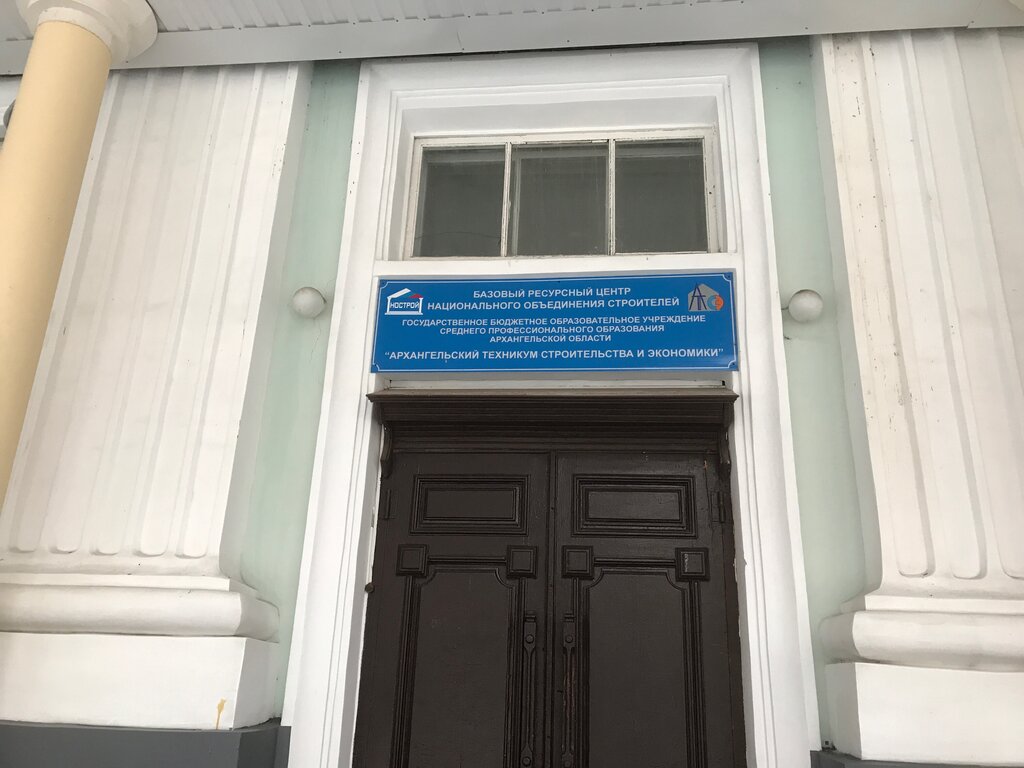 БАЗОВЫЙ РЕСУРСНЫЙ ЦЕНТР
НАЦИОНАЛЬНОГО ОБЪЕДИНЕНИЯ СТРОИТЕЛЕЙ
НОСТРОЙ
ГОСУДАРСТВЕННОЕ БЮДЖЕТНОЕ ОБРАЗОВАТЕЛЬНОЕ УЧРЕЖДЕНИЕ
СРЕДНЕГО ПРОФЕССИОНАЛЬНОГО ОБРАЗОВАНИЯ
АРХАНГЕЛЬСКОЙ ОБЛАСТИ
"АРХАНГЕЛЬСКИЙ ТЕХНИКУМ СТРОИТЕЛЬСТВА И ЭКОНОМИКИ"